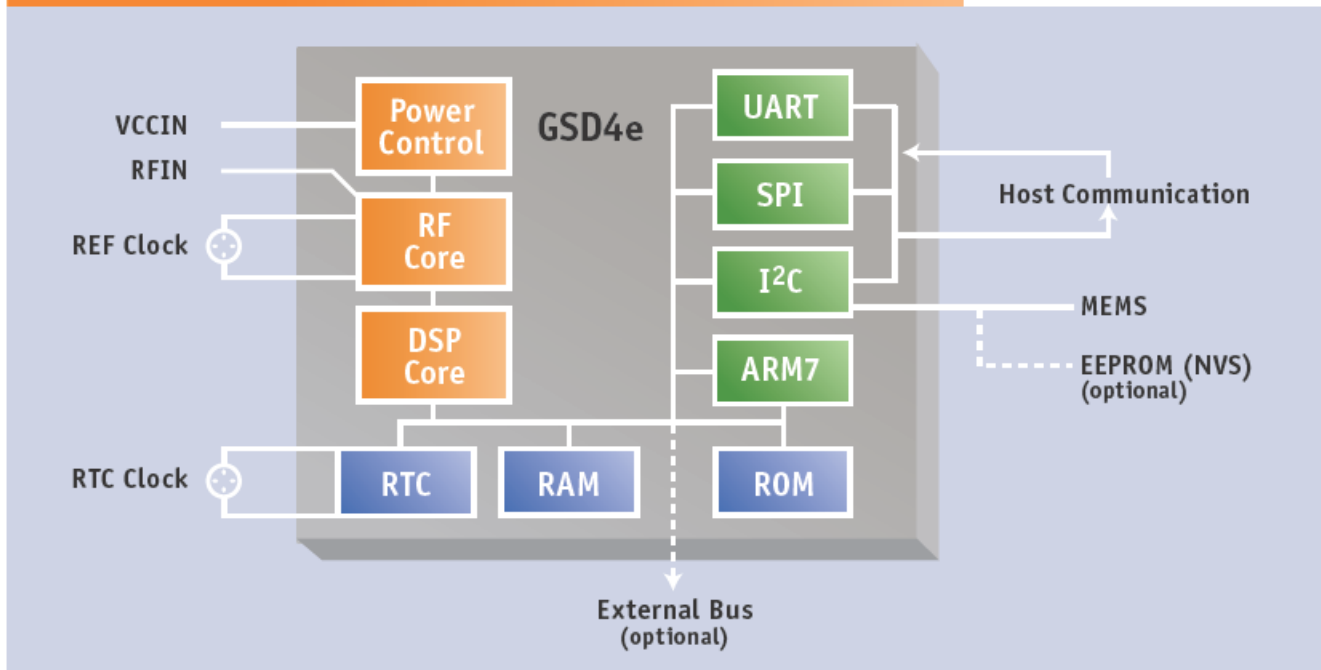 VCCIN
RFIN
REF Clock
RTC Clock
Power
Control
RF
Core
DSP
Core
GSD4e
UART
SPI
I²C
ARM7
RTC
RAM
ROM
Host Communication
MEMS
EEPROM (NVS)
(optional)
External Bus
(optional)